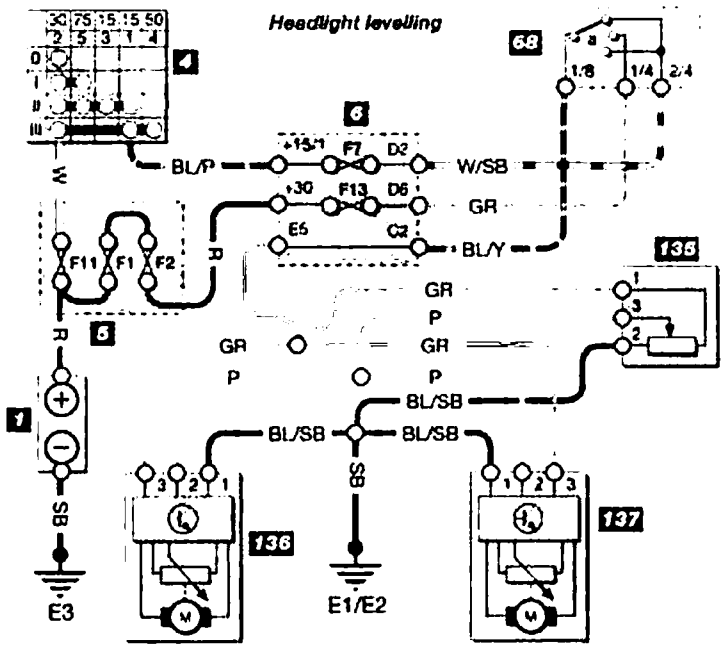 Headlight levelling
30 75 15 15 50
2 5 3 1 4
4
0
I
II
III
68
a
1/8 1/4 2/4
6
BL/P
+15/1 F7 D2
W/SB
+30 F13 D6
GR
E5 C2
BL/Y
W
R
F11 F1 F2
5
R
135
1
3
2
GR
P
GR GR
P P
BL/SB
1
BL/SB BL/SB
SB
SB
3 2 1
1 2 3
136
137
M
M
E3
E1/E2